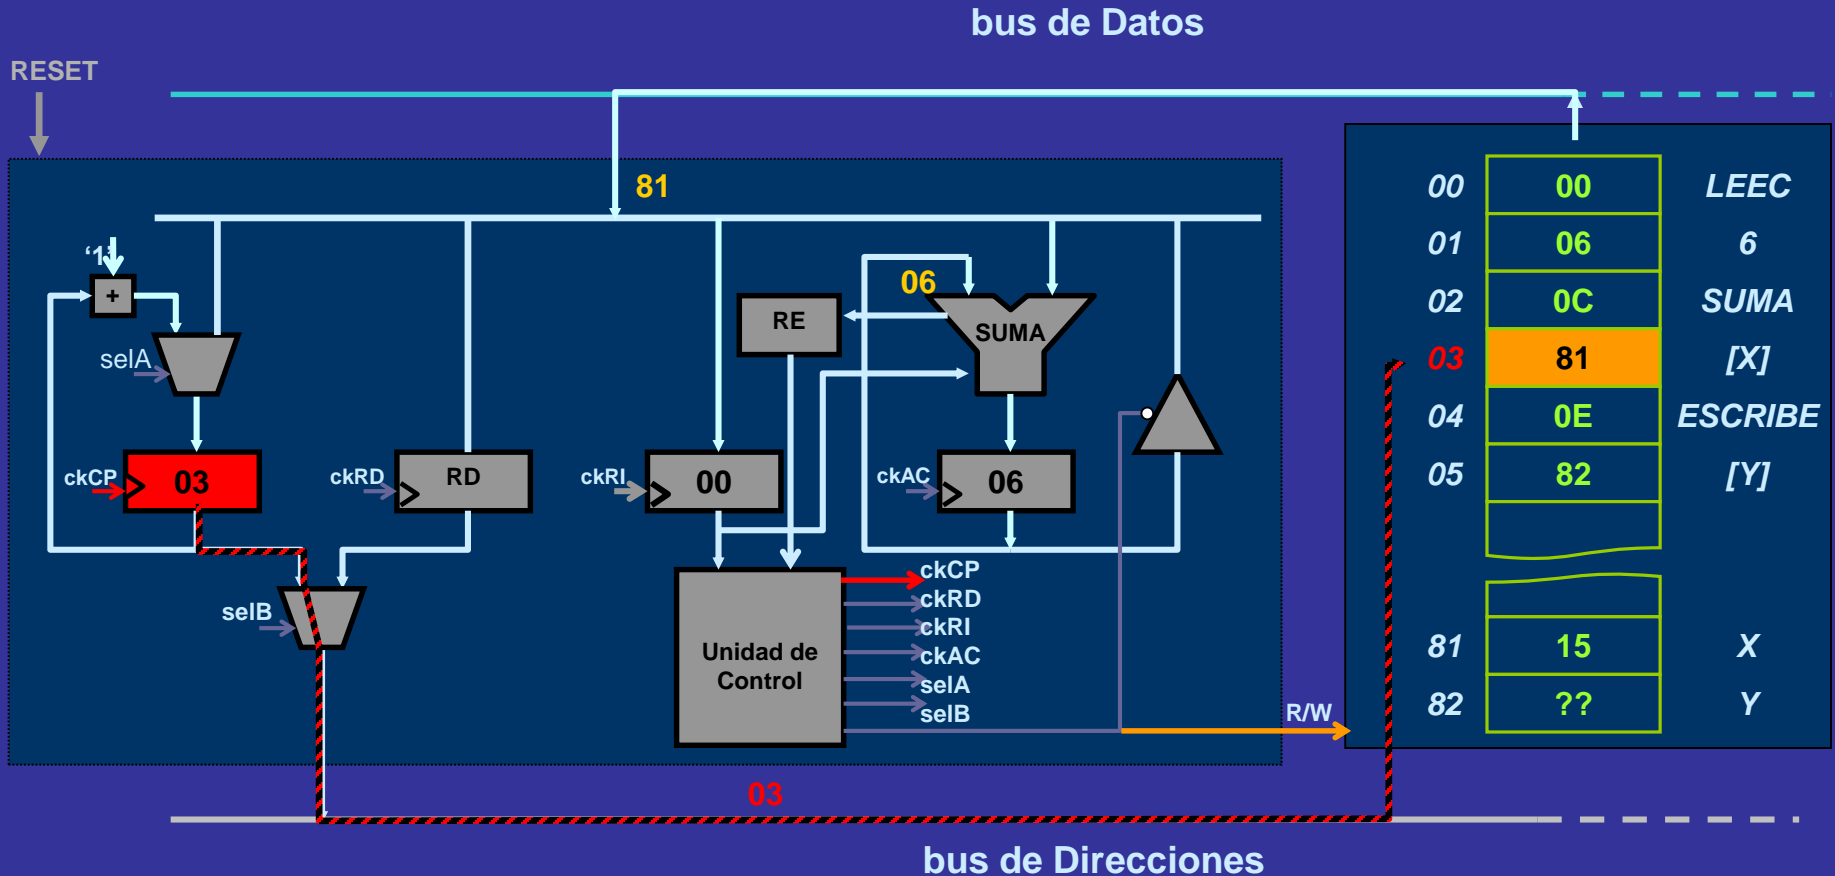 bus de Datos
RESET
81
‘1’
+
selA
ckCP
03
ckRD
RD
ckRI
00
RE
06
SUMA
ckAC
06
selB
Unidad de
Control
ckCP
ckRD
ckRI
ckAC
selA
selB
R/W
00 00 LEEC
01 06 6
02 0C SUMA
03 81 [X]
04 0E ESCRIBE
05 82 [Y]
81 15 X
82 ?? Y
03
bus de Direcciones